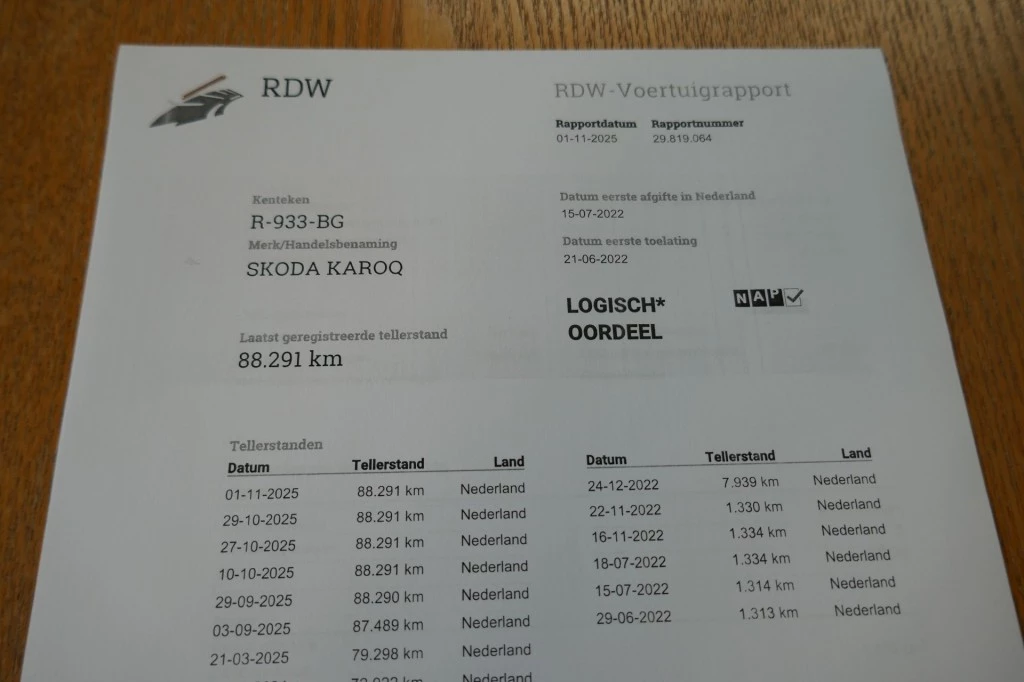 RDW
RDW-Voertuigrapport
Rapportdatum Rapportnummer
01-11-2025 29.819.064
Kenteken
R-933-BG
Merk/Handelsbenaming
SKODA KAROQ
Datum eerste afgifte in Nederland
15-07-2022
Datum eerste toelating
21-06-2022
LOGISCH*
OORDEEL
NAP
Laatst geregistreerde tellerstand
88.291 km
Tellerstanden
Datum Tellerstand Land
01-11-2025 88.291 km Nederland
29-10-2025 88.291 km Nederland
27-10-2025 88.291 km Nederland
10-10-2025 88.291 km Nederland
29-09-2025 88.290 km Nederland
03-09-2025 87.489 km Nederland
21-03-2025 79.298 km Nederland
km Nederland
Datum Tellerstand Land
24-12-2022 7.939 km Nederland
22-11-2022 1.330 km Nederland
16-11-2022 1.334 km Nederland
18-07-2022 1.334 km Nederland
15-07-2022 1.314 km Nederland
29-06-2022 1.313 km Nederland